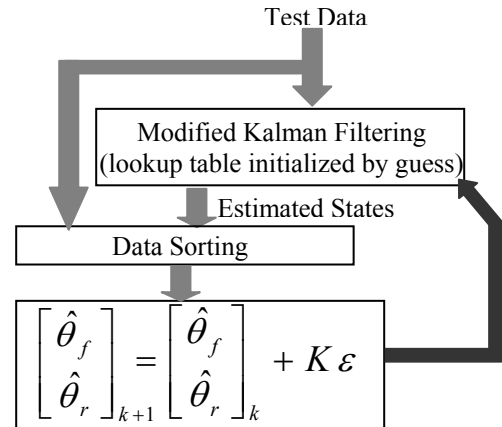 Test Data
Modified Kalman Filtering
(lookup table initialized by guess)
Estimated States
Data Sorting
[θ̂_f θ̂_r]_{k+1} = [θ̂_f θ̂_r]_k + K ε